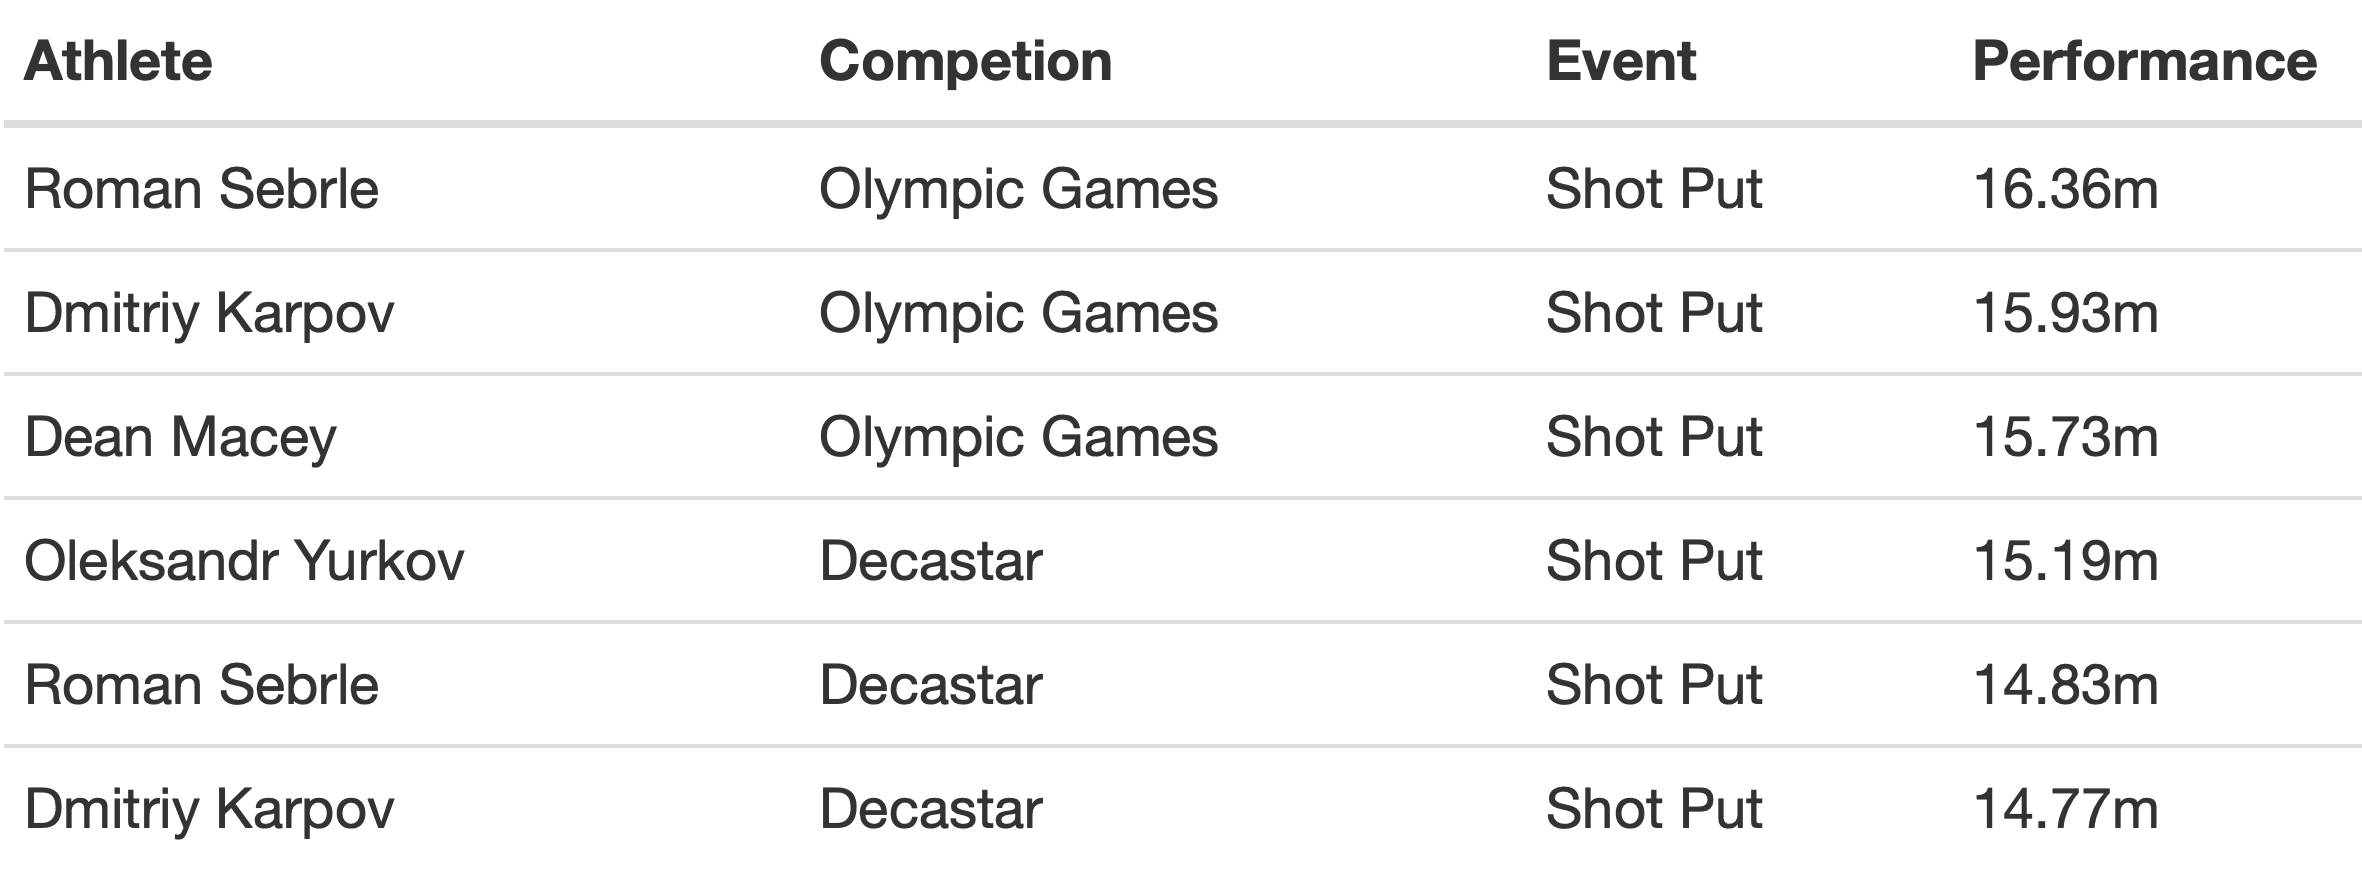 Athlete Competion Event Performance
Roman Sebrle Olympic Games Shot Put 16.36m
Dmitriy Karpov Olympic Games Shot Put 15.93m
Dean Macey Olympic Games Shot Put 15.73m
Oleksandr Yurkov Decastar Shot Put 15.19m
Roman Sebrle Decastar Shot Put 14.83m
Dmitriy Karpov Decastar Shot Put 14.77m